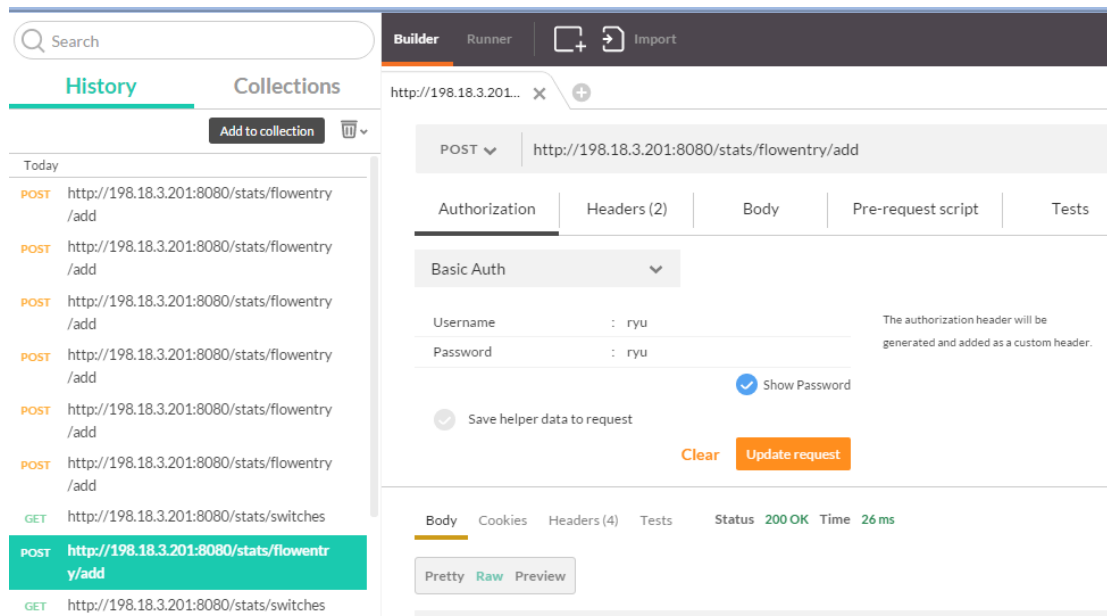 Search
History Collections
Add to collection
Today
POST http://198.18.3.201:8080/stats/flowentry
/add
POST http://198.18.3.201:8080/stats/flowentry
/add
POST http://198.18.3.201:8080/stats/flowentry
/add
POST http://198.18.3.201:8080/stats/flowentry
/add
POST http://198.18.3.201:8080/stats/flowentry
/add
POST http://198.18.3.201:8080/stats/flowentry
/add
GET http://198.18.3.201:8080/stats/switches
POST http://198.18.3.201:8080/stats/flowentr
y/add
GET http://198.18.3.201:8080/stats/switches
Builder Runner Import
http://198.18.3.201...
POST http://198.18.3.201:8080/stats/flowentry/add
Authorization Headers (2) Body Pre-request script Tests
Basic Auth
Username : ryu
Password : ryu
The authorization header will be
generated and added as a custom header.
Show Password
Save helper data to request
Clear Update request
Body Cookies Headers (4) Tests Status 200 OK Time 26 ms
Pretty Raw Preview